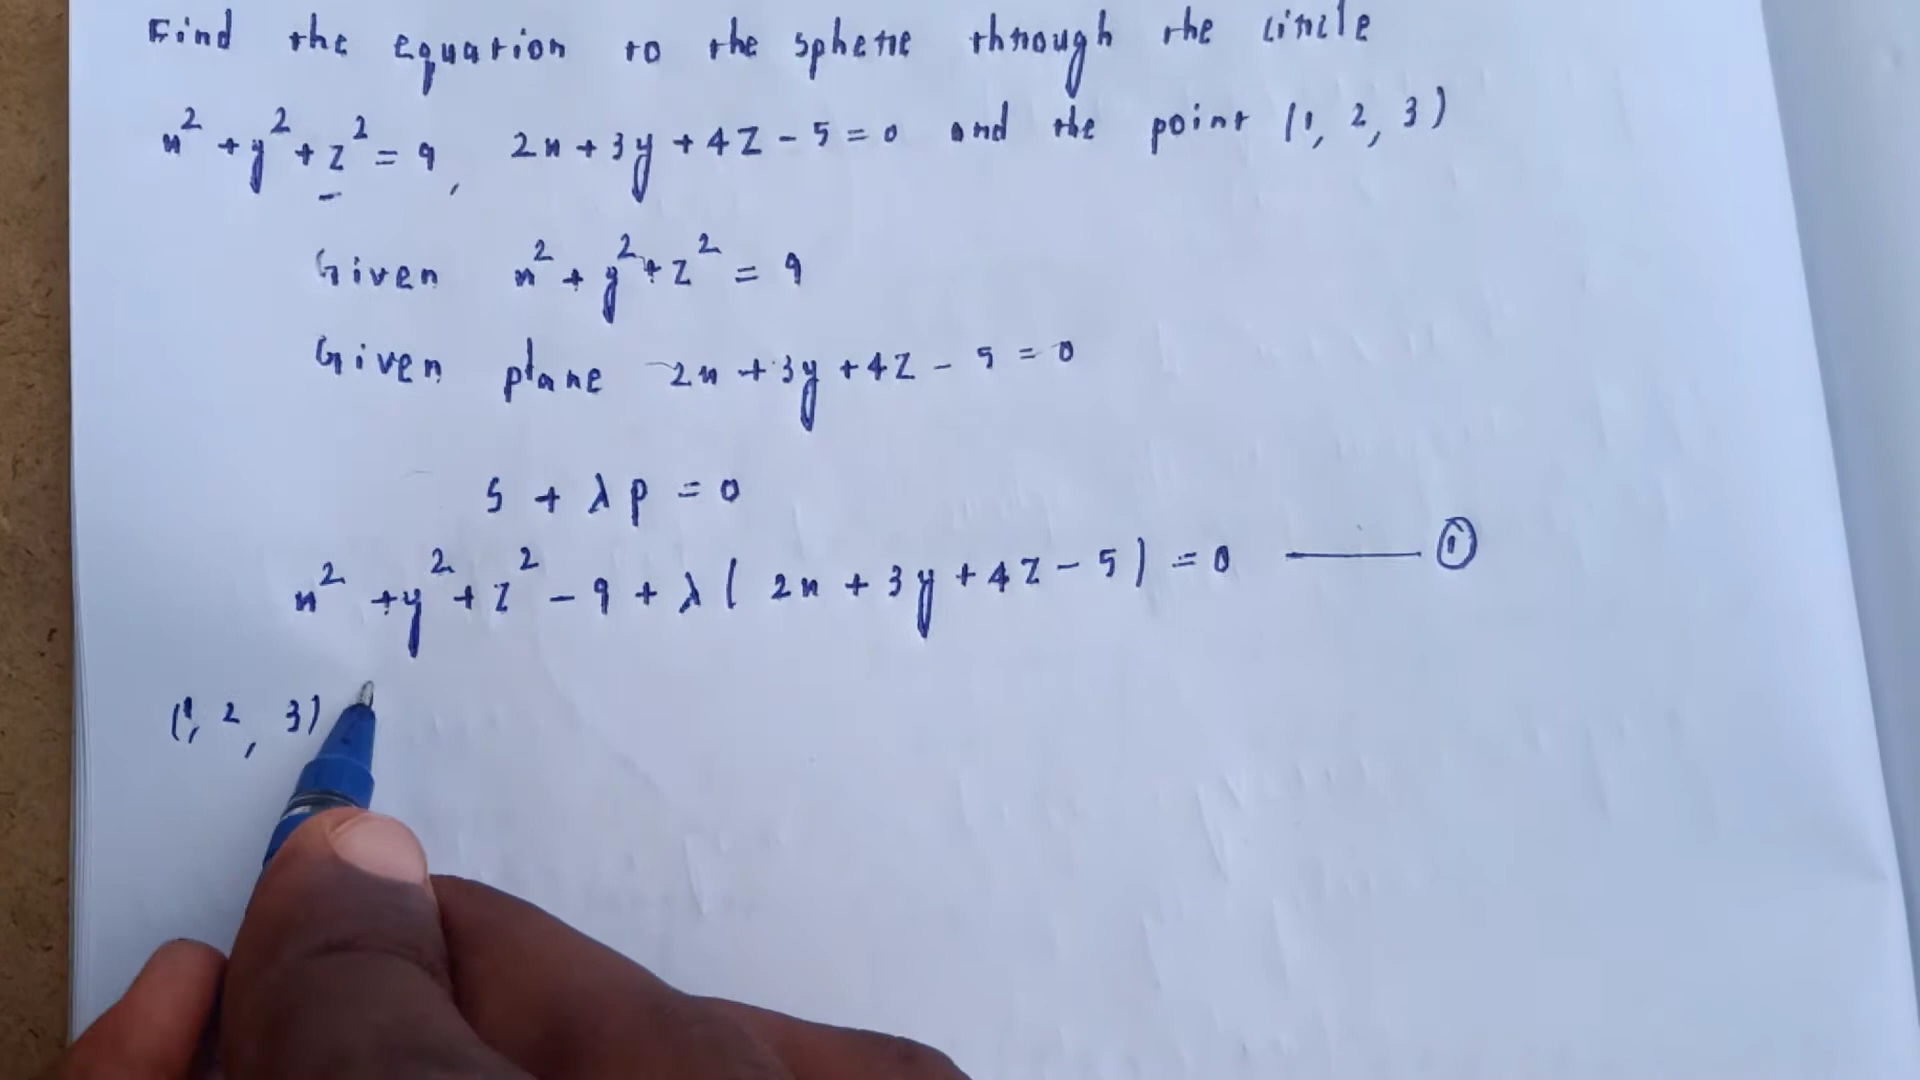 Find the equation to the sphere through the circle
x² + y² + z² = 9, 2x + 3y + 4z - 5 = 0 and the point (1, 2, 3)
Given x² + y² + z² = 9
Given plane 2x + 3y + 4z - 5 = 0
S + λp = 0
x² + y² + z² - 9 + λ( 2x + 3y + 4z - 5) = 0 —— ①
(1, 2, 3)